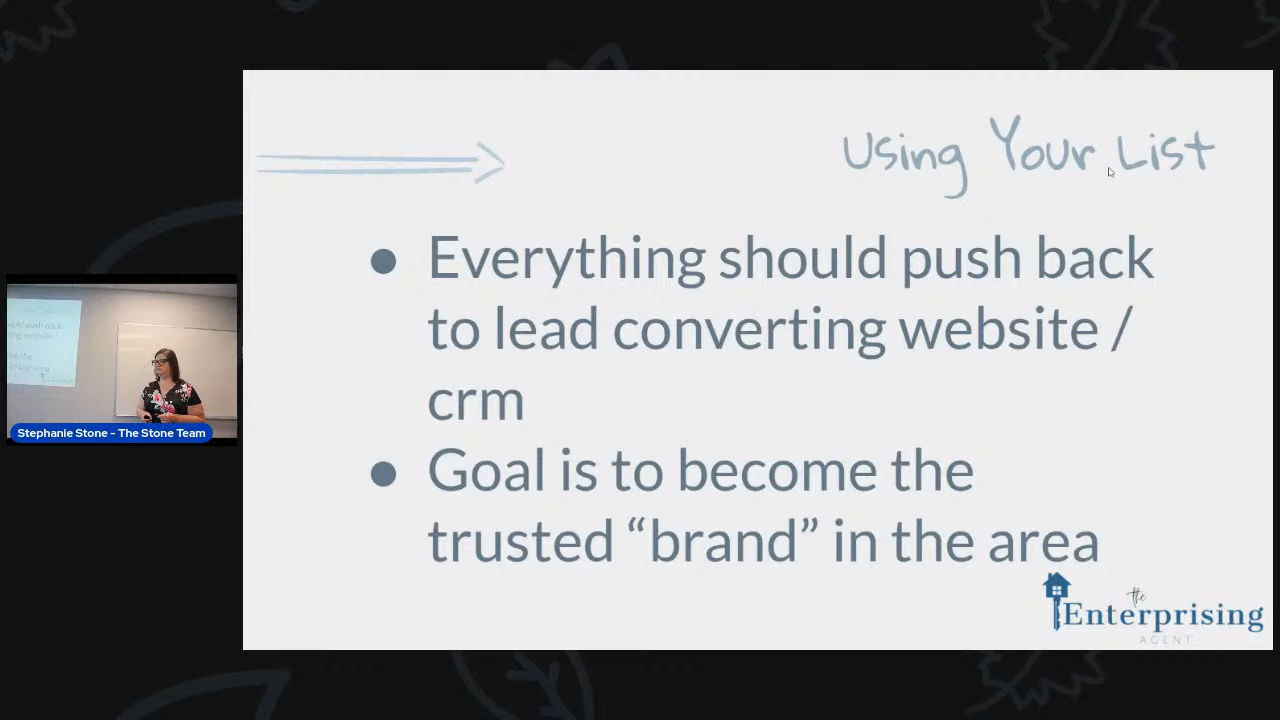 Using Your List
● Everything should push back
to lead converting website /
crm
● Goal is to become the
trusted “brand” in the area
the
Enterprising
AGENT
Stephanie Stone - The Stone Team